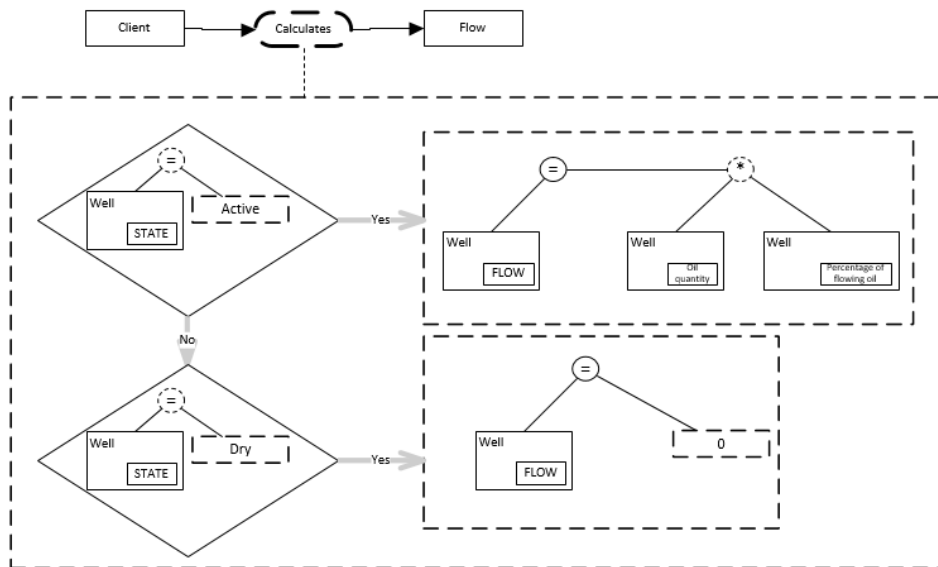 Client
Calculates
Flow
=
Well
STATE
Active
Yes
=
*
Well
FLOW
Well
Oil
quantity
Well
Percentage of
flowing oil
No
=
Well
STATE
Dry
Yes
=
Well
FLOW
0